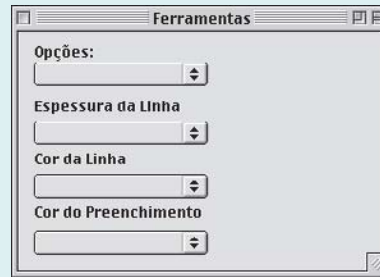 Ferramentas
Opções:
Espessura da LInha
Cor da Linha
Cor do Preenchimento